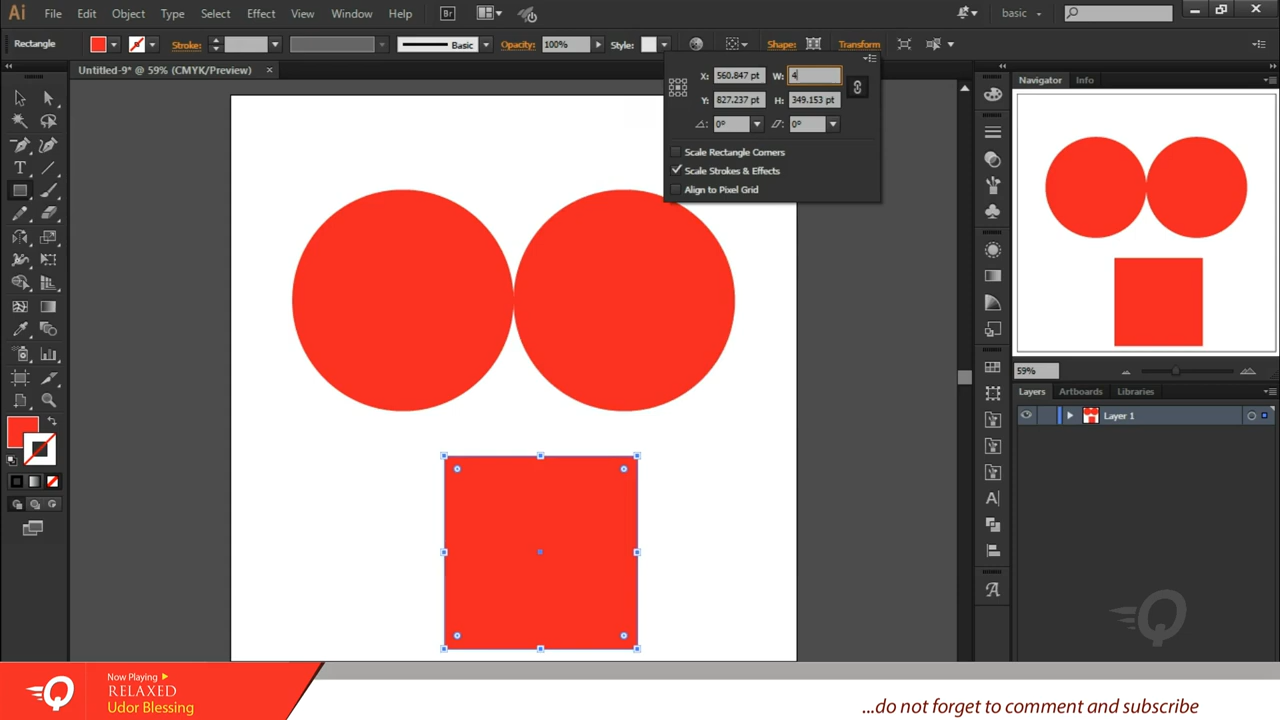 Ai File Edit Object Type Select Effect View Window Help Br basic
Rectangle Stroke: Basic Opacity: 100% Style: Shape: Transform
Untitled-9* @ 59% (CMYK/Preview) ×
X: 560.847 pt W: 4
Y: 827.237 pt H: 349.153 pt
0° 0°
Scale Rectangle Corners
Scale Strokes & Effects
Align to Pixel Grid
Navigator Info
59%
Layers Artboards Libraries
Layer 1
Now Playing
RELAXED
Udor Blessing
...do not forget to comment and subscribe